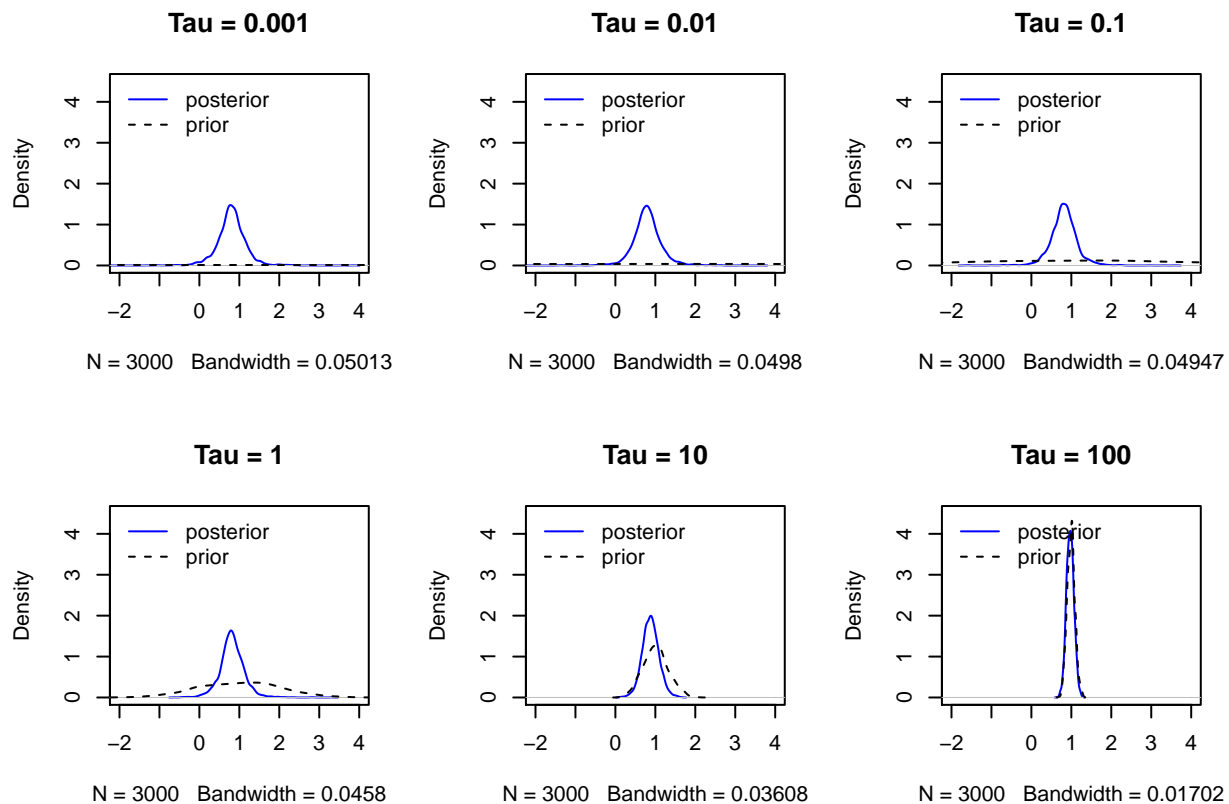 Tau = 0.001
Density
4
3
2
1
0
posterior
prior
−2 0 1 2 3 4
N = 3000 Bandwidth = 0.05013
Tau = 0.01
Density
4
3
2
1
0
posterior
prior
−2 0 1 2 3 4
N = 3000 Bandwidth = 0.0498
Tau = 0.1
Density
4
3
2
1
0
posterior
prior
−2 0 1 2 3 4
N = 3000 Bandwidth = 0.04947
Tau = 1
Density
4
3
2
1
0
posterior
prior
−2 0 1 2 3 4
N = 3000 Bandwidth = 0.0458
Tau = 10
Density
4
3
2
1
0
posterior
prior
−2 0 1 2 3 4
N = 3000 Bandwidth = 0.03608
Tau = 100
Density
4
3
2
1
0
posterior
prior
−2 0 1 2 3 4
N = 3000 Bandwidth = 0.01702